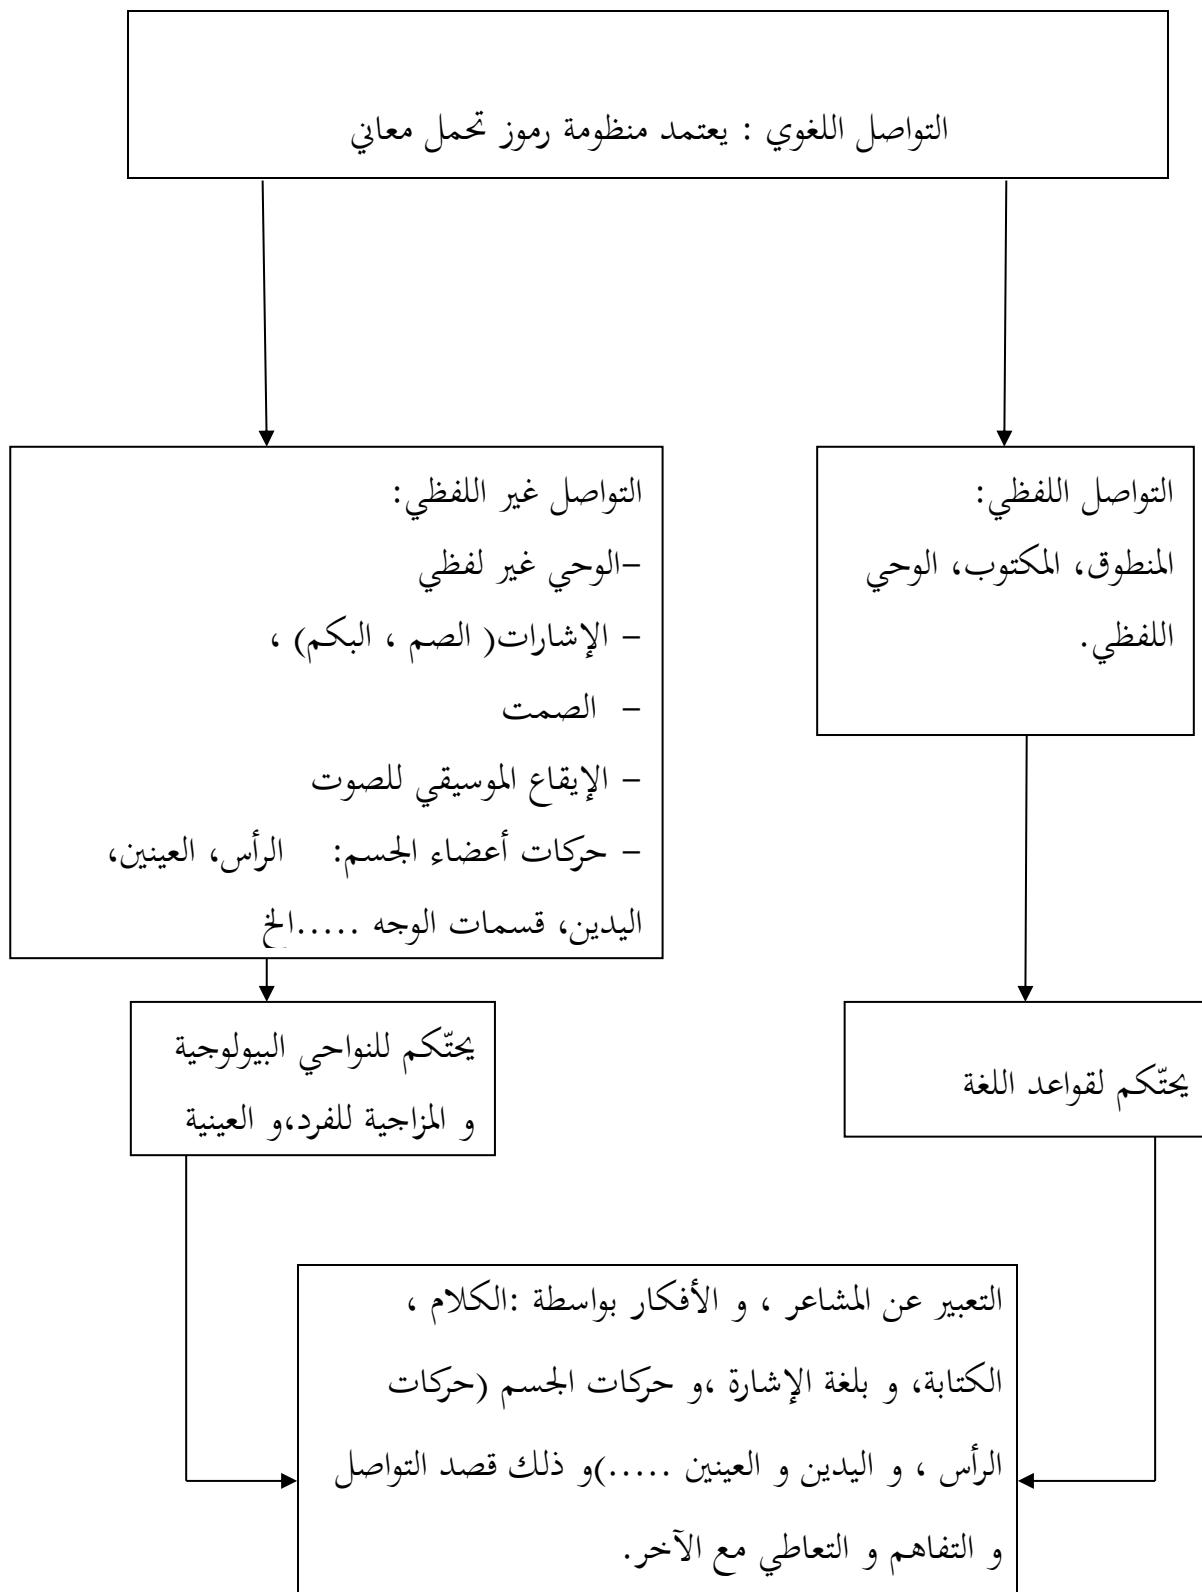 التواصل اللغوي : يعتمد منظومة رموز تحمل معاني
التواصل اللفظي:
المنطوق، المكتوب، الوحي
اللفظي.
التواصل غير اللفظي:
-الوحي غير لفظي
- الإشارات( الصم ، البكم) ،
- الصمت
- الإيقاع الموسيقي للصوت
- حركات أعضاء الجسم: الرأس، العينين،
اليدين، قسمات الوجه .....الخ
يحتّكم لقواعد اللغة
يحتّكم للنواحي البيولوجية
و المزاجية للفرد،و العينية
التعبير عن المشاعر ، و الأفكار بواسطة :الكلام ،
الكتابة، و بلغة الإشارة ،و حركات الجسم (حركات
الرأس ، و اليدين و العينين .....)و ذلك قصد التواصل
و التفاهم و التعاطي مع الآخر.